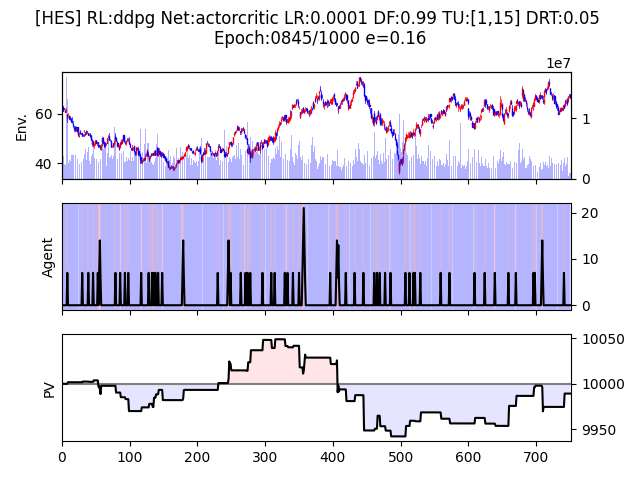 [HES] RL:ddpg Net:actorcritic LR:0.0001 DF:0.99 TU:[1,15] DRT:0.05
Epoch:0845/1000 e=0.16
1e7
Env.
60
40
1
0
Agent
20
10
0
PV
10050
10000
9950
0 100 200 300 400 500 600 700